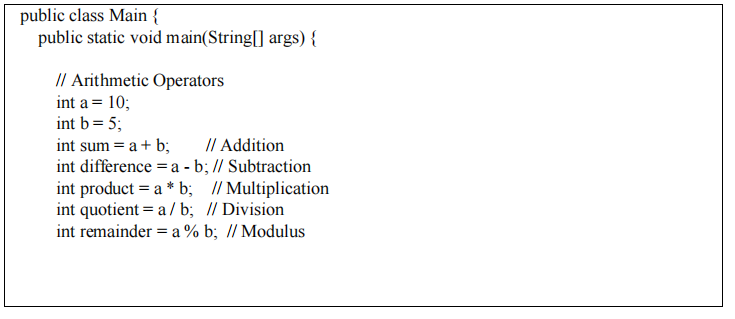 public class Main {
public static void main(String[] args) {
// Arithmetic Operators
int a = 10;
int b = 5;
int sum = a + b; // Addition
int difference = a - b; // Subtraction
int product = a * b; // Multiplication
int quotient = a / b; // Division
int remainder = a % b; // Modulus